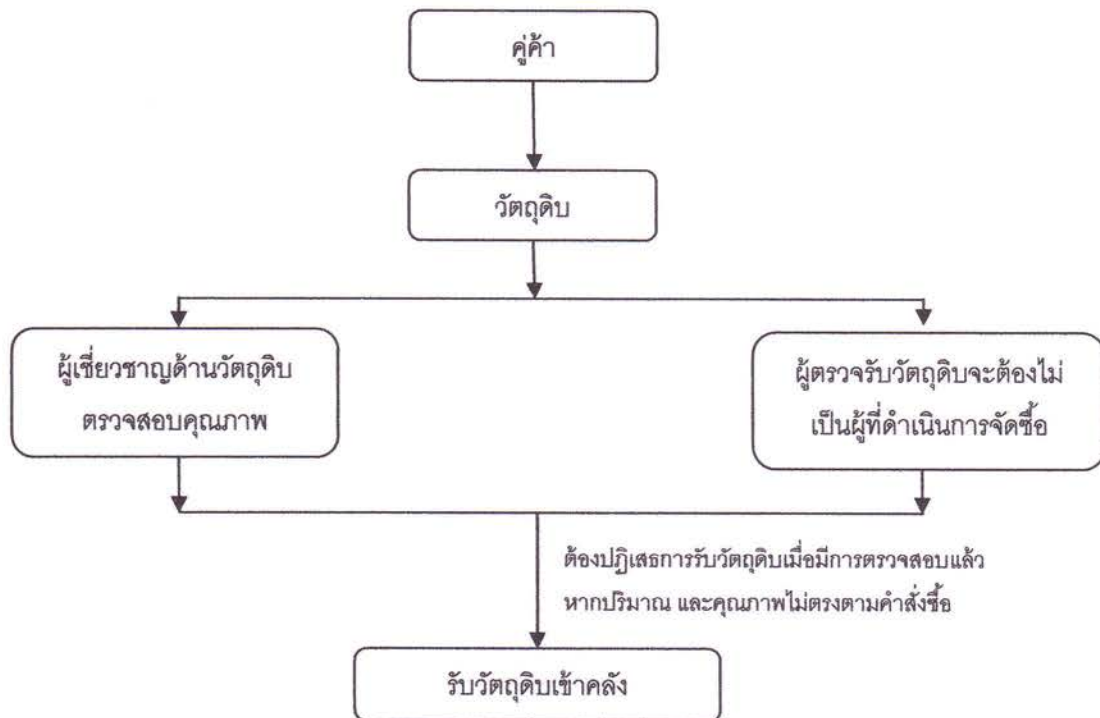 คู่ค้า
วัตถุดิบ
ผู้เชี่ยวชาญด้านวัตถุดิบ
ตรวจสอบคุณภาพ
ผู้ตรวจรับวัตถุดิบจะต้องไม่
เป็นผู้ที่ดำเนินการจัดซื้อ
ต้องปฏิเสธการรับวัตถุดิบเมื่อมีการตรวจสอบแล้ว
หากปริมาณ และคุณภาพไม่ตรงตามคำสั่งซื้อ
รับวัตถุดิบเข้าคลัง